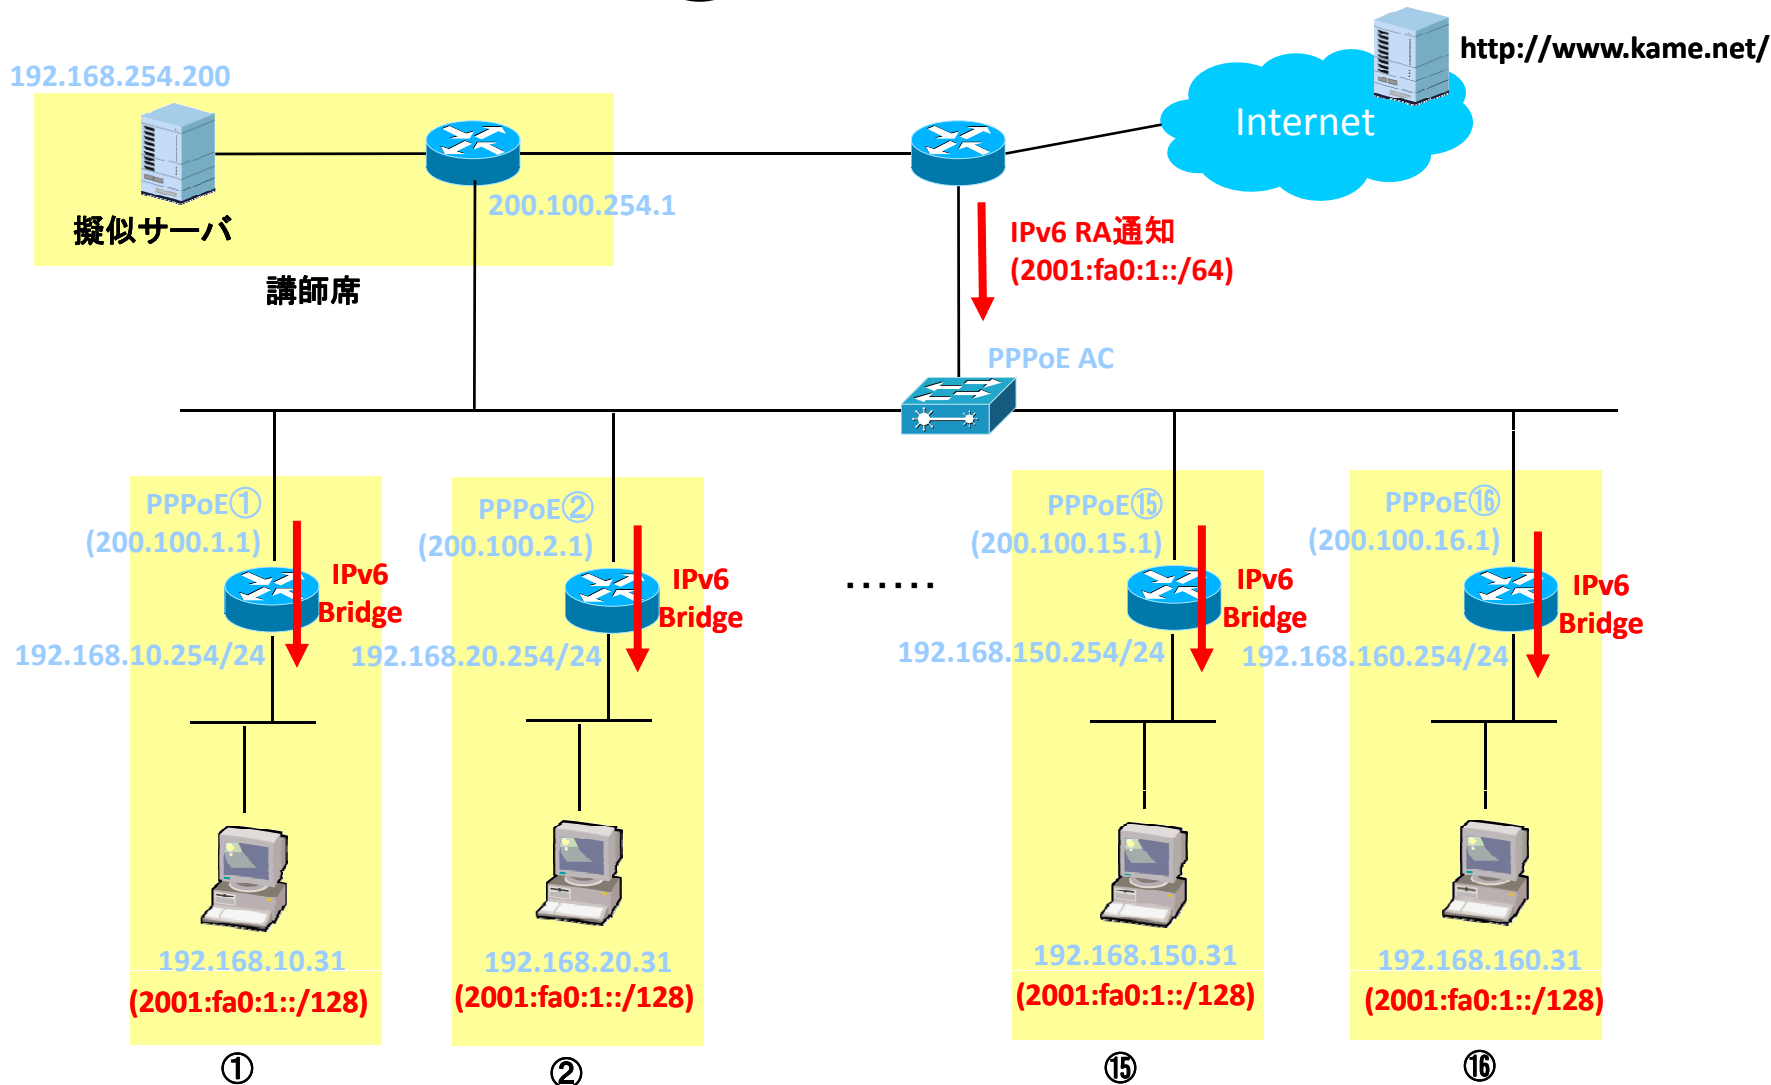 http://www.kame.net/
192.168.254.200
Internet
200.100.254.1
擬似サーバ
IPv6 RA通知
(2001:fa0:1::/64)
講師席
PPPoE AC
PPPoE①
(200.100.1.1)
IPv6
Bridge
192.168.10.254/24
192.168.10.31
(2001:fa0:1::/128)
①
PPPoE②
(200.100.2.1)
IPv6
Bridge
192.168.20.254/24
192.168.20.31
(2001:fa0:1::/128)
②
......
PPPoE⑮
(200.100.15.1)
IPv6
Bridge
192.168.150.254/24
192.168.150.31
(2001:fa0:1::/128)
⑮
PPPoE⑯
(200.100.16.1)
IPv6
Bridge
192.168.160.254/24
192.168.160.31
(2001:fa0:1::/128)
⑯